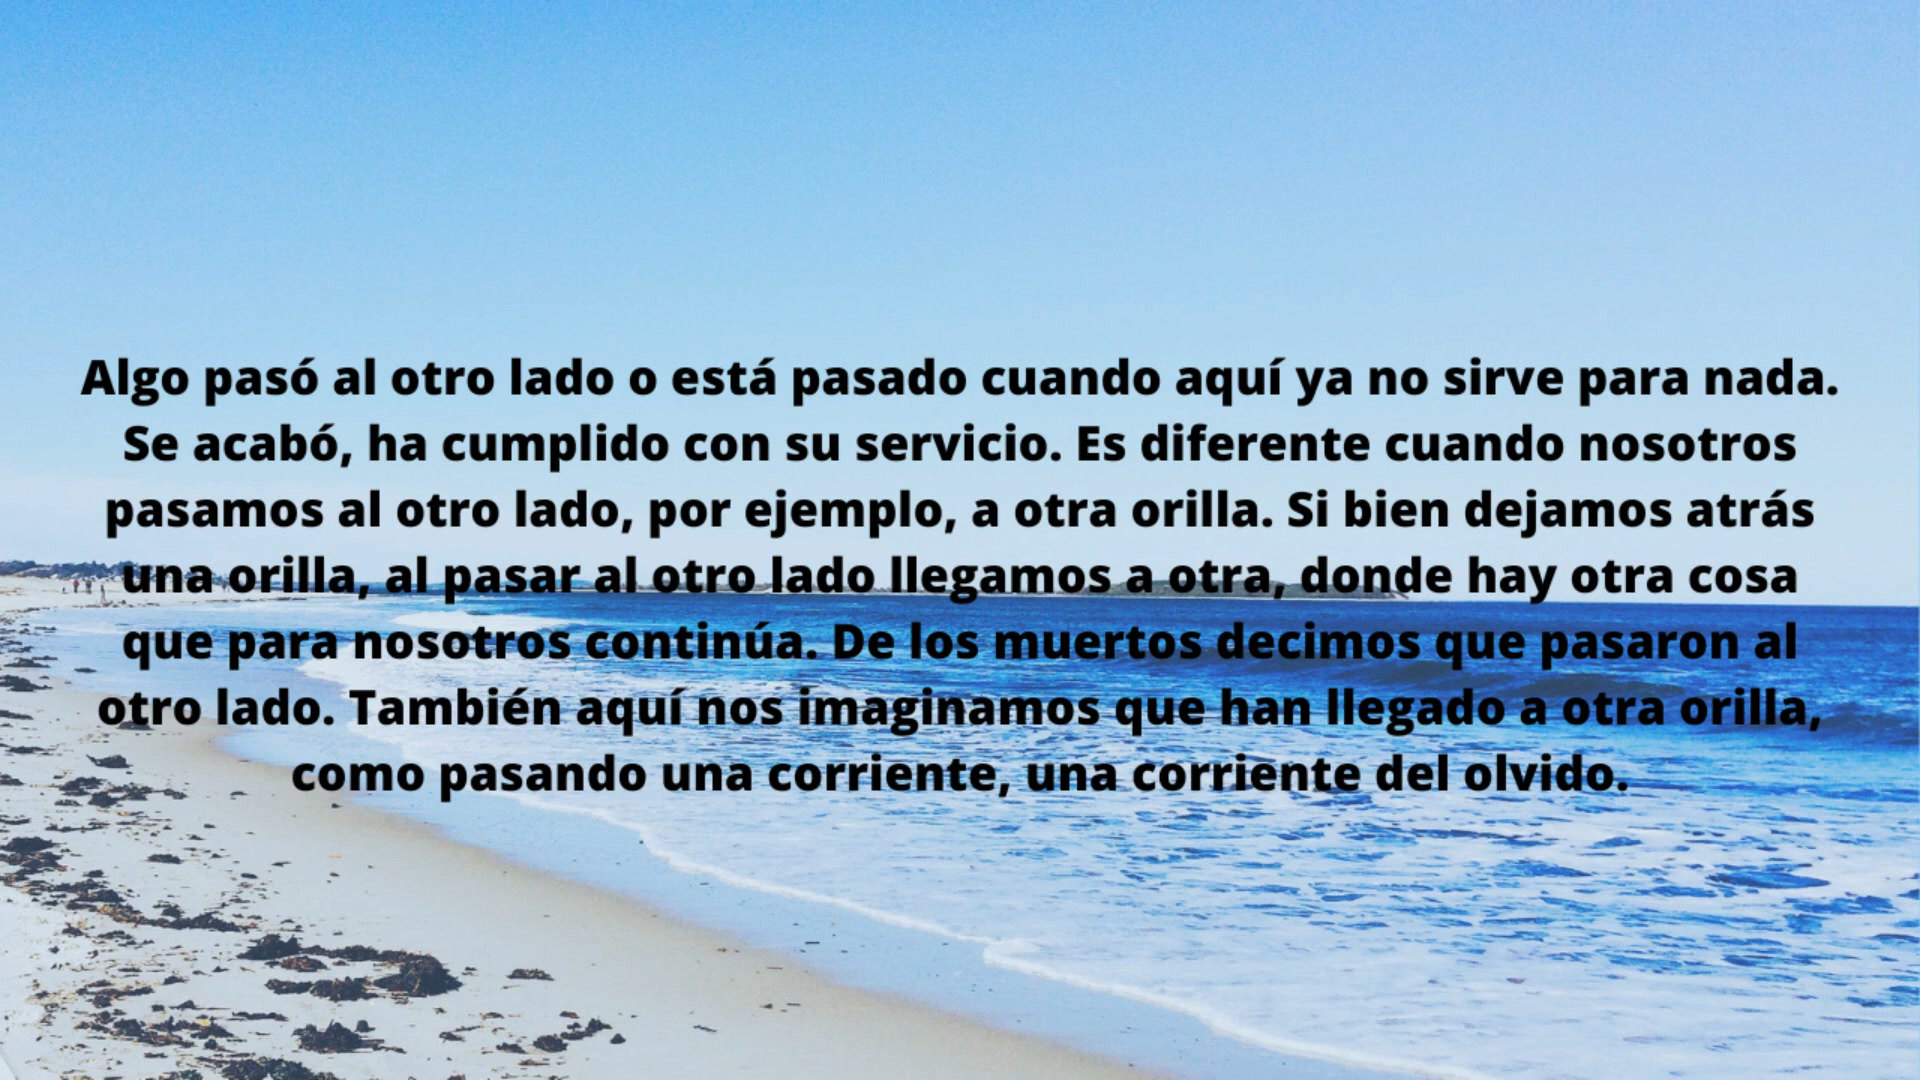 Algo pasó al otro lado o está pasado cuando aquí ya no sirve para nada.
Se acabó, ha cumplido con su servicio. Es diferente cuando nosotros
pasamos al otro lado, por ejemplo, a otra orilla. Si bien dejamos atrás
una orilla, al pasar al otro lado llegamos a otra, donde hay otra cosa
que para nosotros continúa. De los muertos decimos que pasaron al
otro lado. También aquí nos imaginamos que han llegado a otra orilla,
como pasando una corriente, una corriente del olvido.